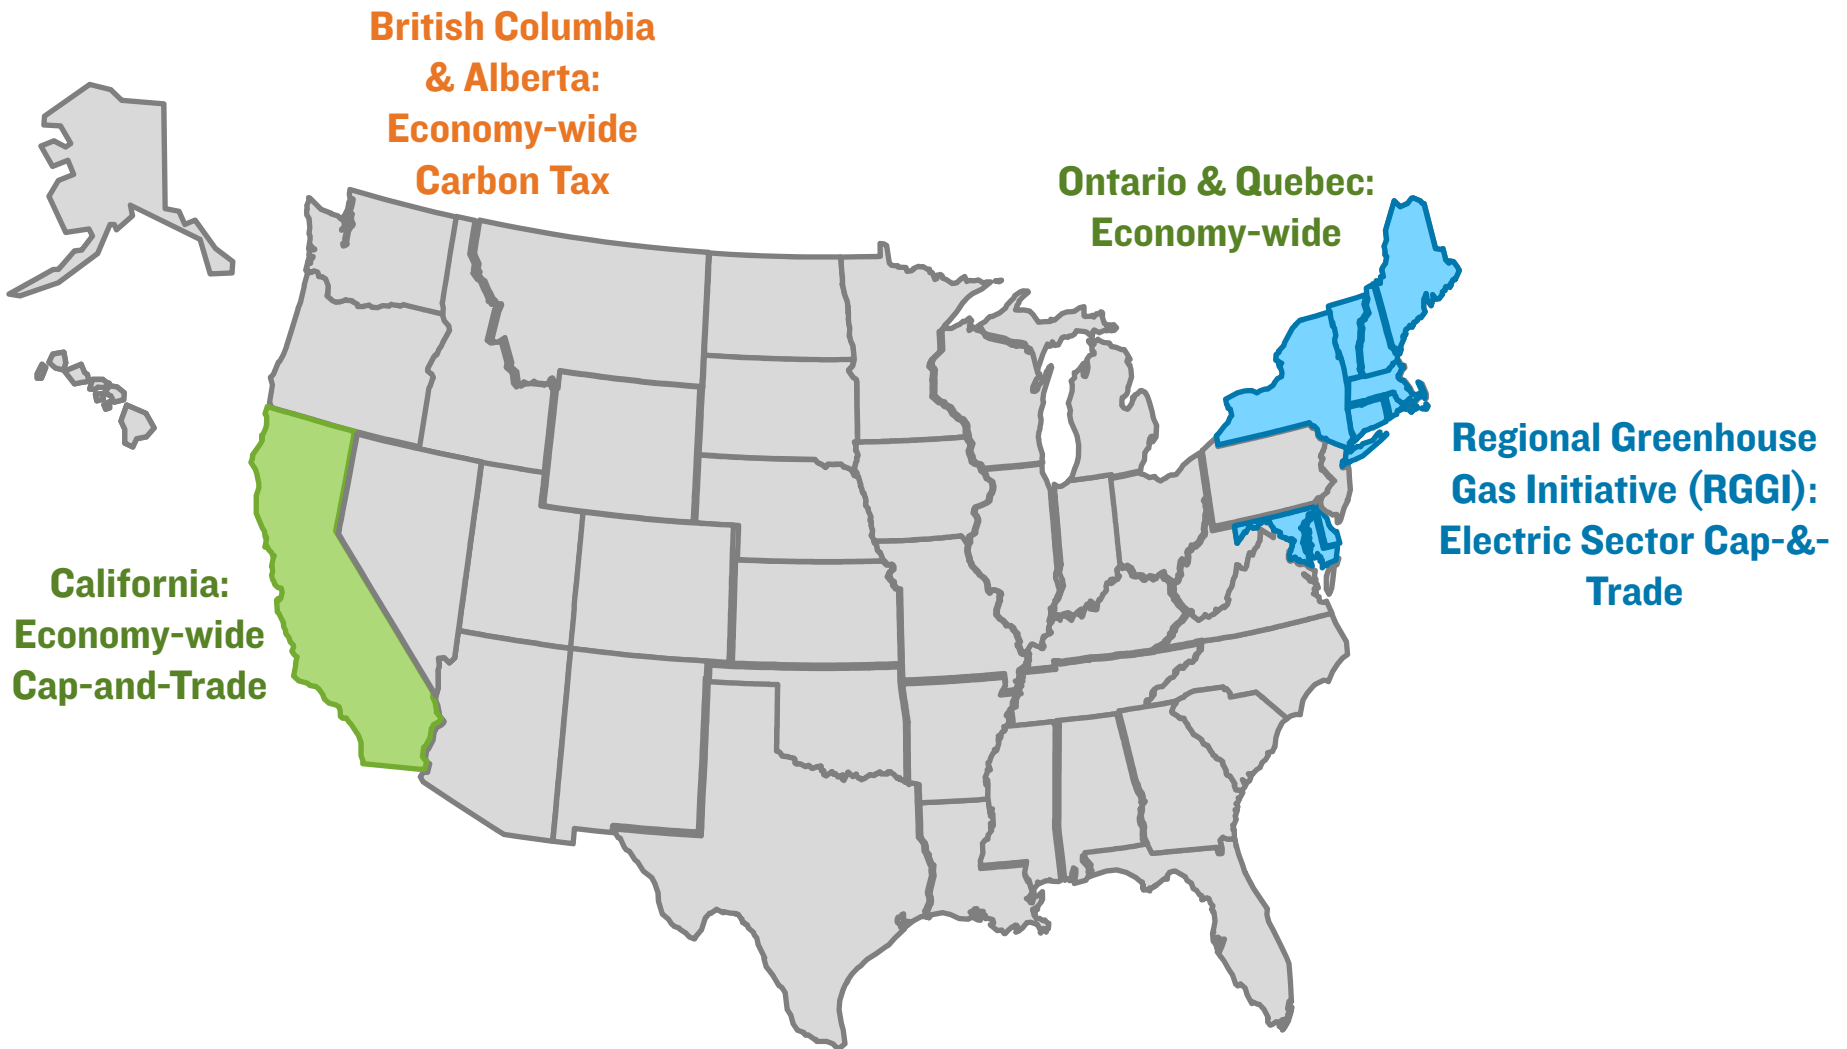 British Columbia
& Alberta:
Economy-wide
Carbon Tax
Ontario & Quebec:
Economy-wide
Regional Greenhouse
Gas Initiative (RGGI):
Electric Sector Cap-&-
Trade
California:
Economy-wide
Cap-and-Trade